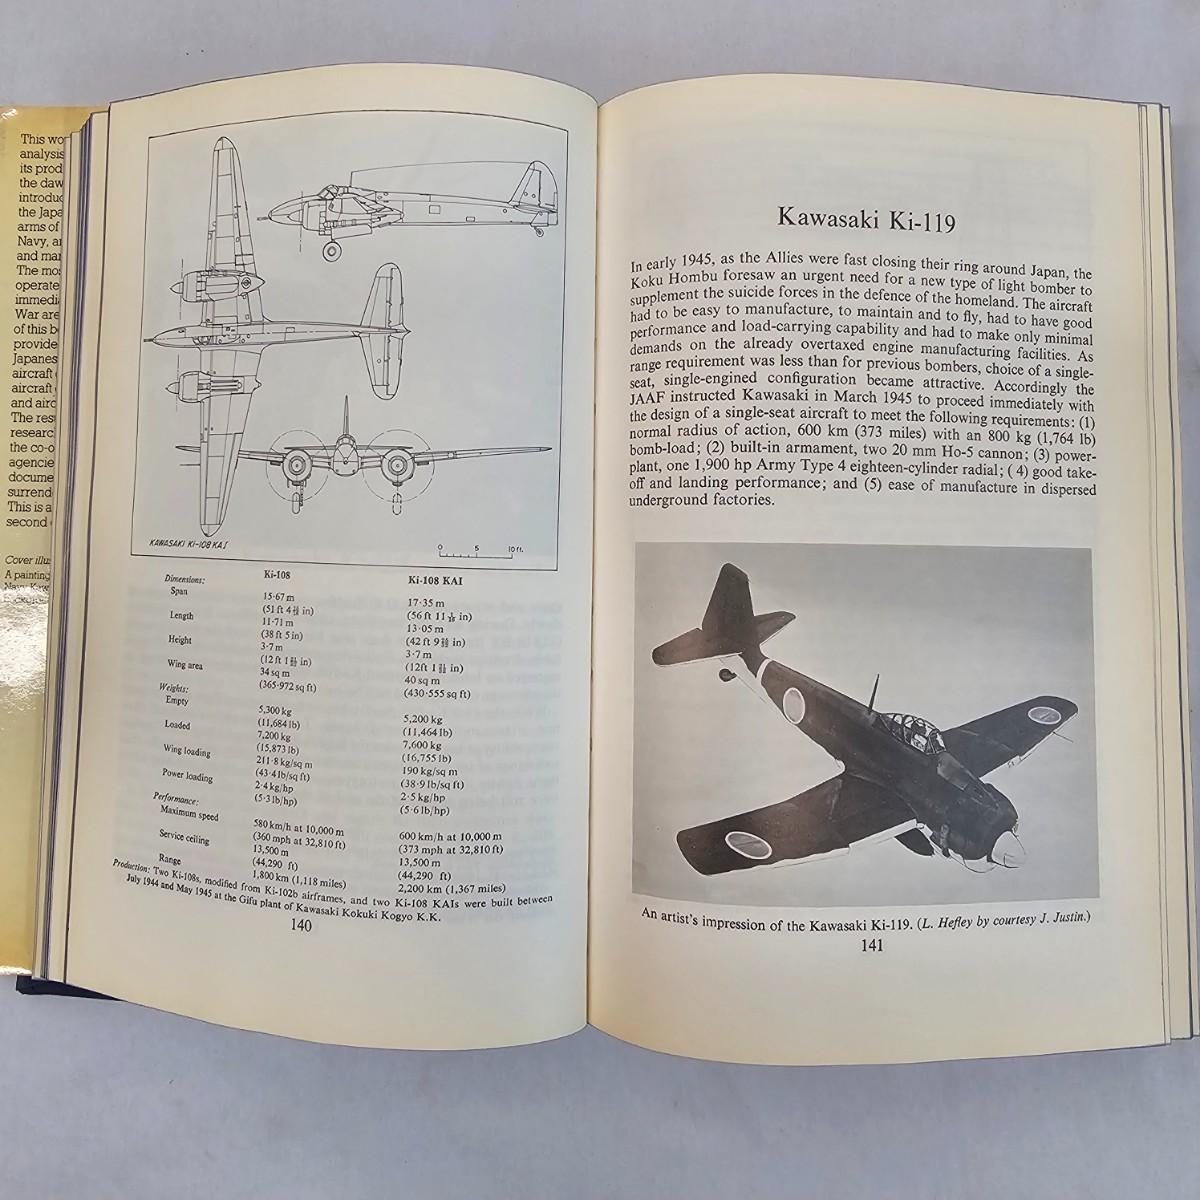 This wo
analysis
its prod
the daw
introduc
the Japa
arms of
Navy, a
and ma
The mo
operate
immedi
War are
of this b
provide
Japanes
aircraft
aircraft
and airc
The res
researc
the co-o
agencie
docume
surrend
This is a
second
Cover illu
A painting
KAWASAKI KI-108 KAI
0 5 10 ft.
Ki-108 Ki-108 KAI
Dimensions:
Span 15·67 m 17·35 m
(51 ft 4 in) (56 ft 11 in)
Length 11·71 m 13·05 m
(38 ft 5 in) (42 ft 9 in)
Height 3·7 m 3·7 m
(12 ft 1 in) (12 ft 1 in)
Wing area 34 sq m 40 sq m
(365·972 sq ft) (430·555 sq ft)
Weights:
Empty 5,300 kg 5,200 kg
(11,684 lb) (11,464 lb)
Loaded 7,200 kg 7,600 kg
(15,873 lb) (16,755 lb)
Wing loading 211·8 kg/sq m 190 kg/sq m
(43·4 lb/sq ft) (38·9 lb/sq ft)
Power loading 2·4 kg/hp 2·5 kg/hp
(5·3 lb/hp) (5·6 lb/hp)
Performance:
Maximum speed 580 km/h at 10,000 m 600 km/h at 10,000 m
(360 mph at 32,810 ft) (373 mph at 32,810 ft)
Service ceiling 13,500 m 13,500 m
(44,290 ft) (44,290 ft)
Range 1,800 km (1,118 miles) 2,200 km (1,367 miles)
Production: Two Ki-108s, modified from Ki-102b airframes, and two Ki-108 KAIs were built between
July 1944 and May 1945 at the Gifu plant of Kawasaki Kokuki Kogyo K.K.
140
Kawasaki Ki-119
In early 1945, as the Allies were fast closing their ring around Japan, the
Koku Hombu foresaw an urgent need for a new type of light bomber to
supplement the suicide forces in the defence of the homeland. The aircraft
had to be easy to manufacture, to maintain and to fly, had to have good
performance and load-carrying capability and had to make only minimal
demands on the already overtaxed engine manufacturing facilities. As
range requirement was less than for previous bombers, choice of a single-
seat, single-engined configuration became attractive. Accordingly the
JAAF instructed Kawasaki in March 1945 to proceed immediately with
the design of a single-seat aircraft to meet the following requirements: (1)
normal radius of action, 600 km (373 miles) with an 800 kg (1,764 lb)
bomb-load; (2) built-in armament, two 20 mm Ho-5 cannon; (3) power-
plant, one 1,900 hp Army Type 4 eighteen-cylinder radial; (4) good take-
off and landing performance; and (5) ease of manufacture in dispersed
underground factories.
An artist's impression of the Kawasaki Ki-119. (L. Hefley by courtesy J. Justin.)
141